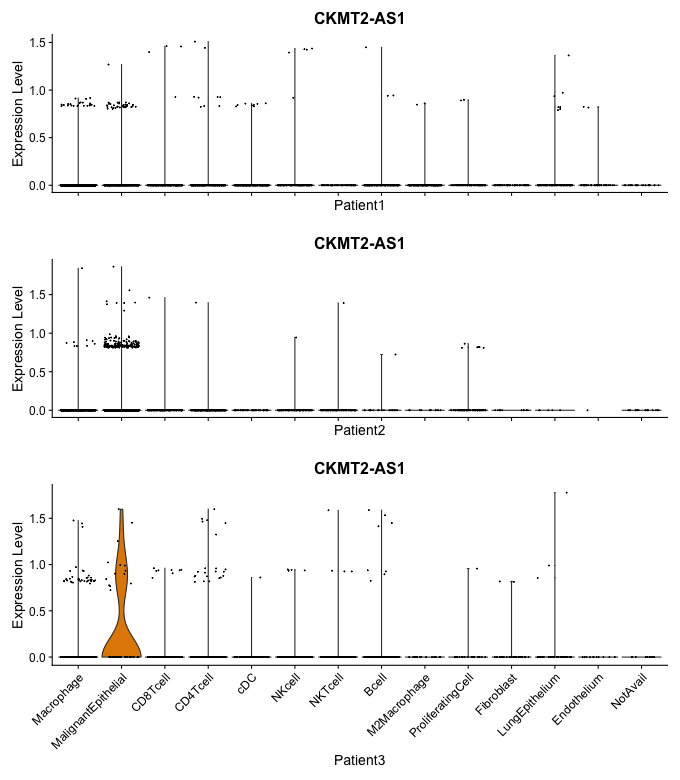 CKMT2-AS1
Expression Level
1.5
1.0
0.5
0.0
Patient1
CKMT2-AS1
Expression Level
1.5
1.0
0.5
0.0
Patient2
CKMT2-AS1
Expression Level
1.5
1.0
0.5
0.0
Macrophage
MalignantEpithelial
CD8Tcell
CD4Tcell
cDC
NKcell
NKTcell
Bcell
M2Macrophage
ProliferatingCell
Fibroblast
LungEpithelium
Endothelium
NotAvail
Patient3